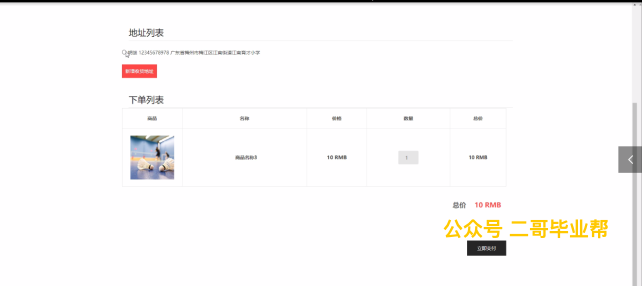 地址列表
12345678978 广东省梅州市梅江区江南街道江南育才小学
新增收货地址
下单列表
商品 名称 价格 数量 总价
商品名称3 10 RMB 1 10 RMB
总价 10 RMB
公众号 二哥毕业帮
立即支付